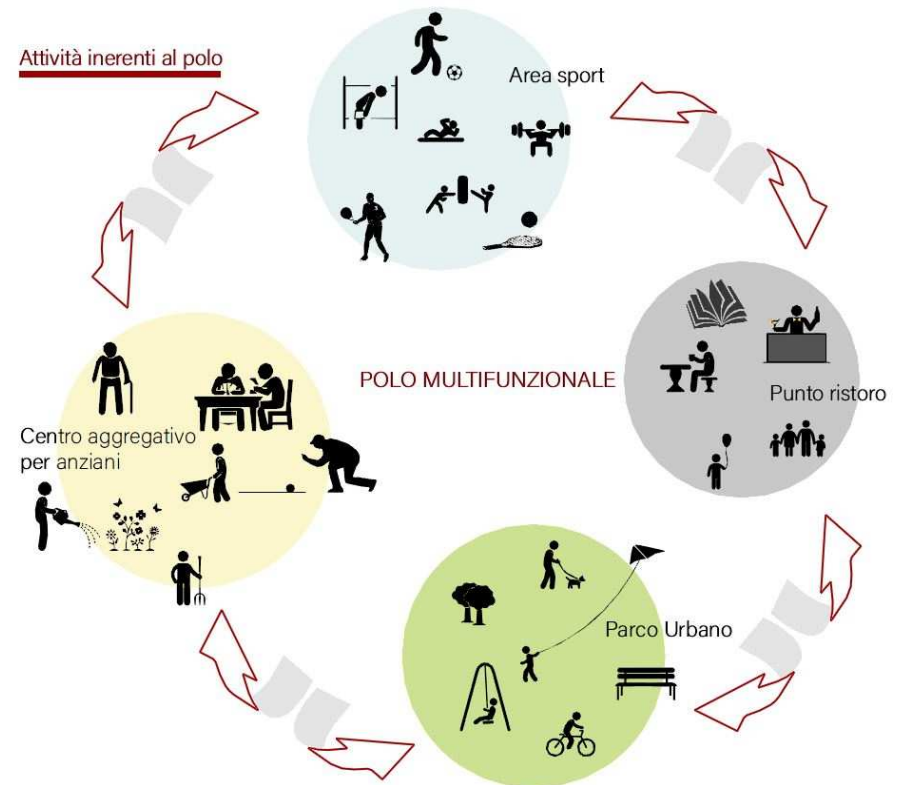 Attività inerenti al polo
Area sport
POLO MULTIFUNZIONALE
Punto ristoro
Centro aggregativo
per anziani
Parco Urbano